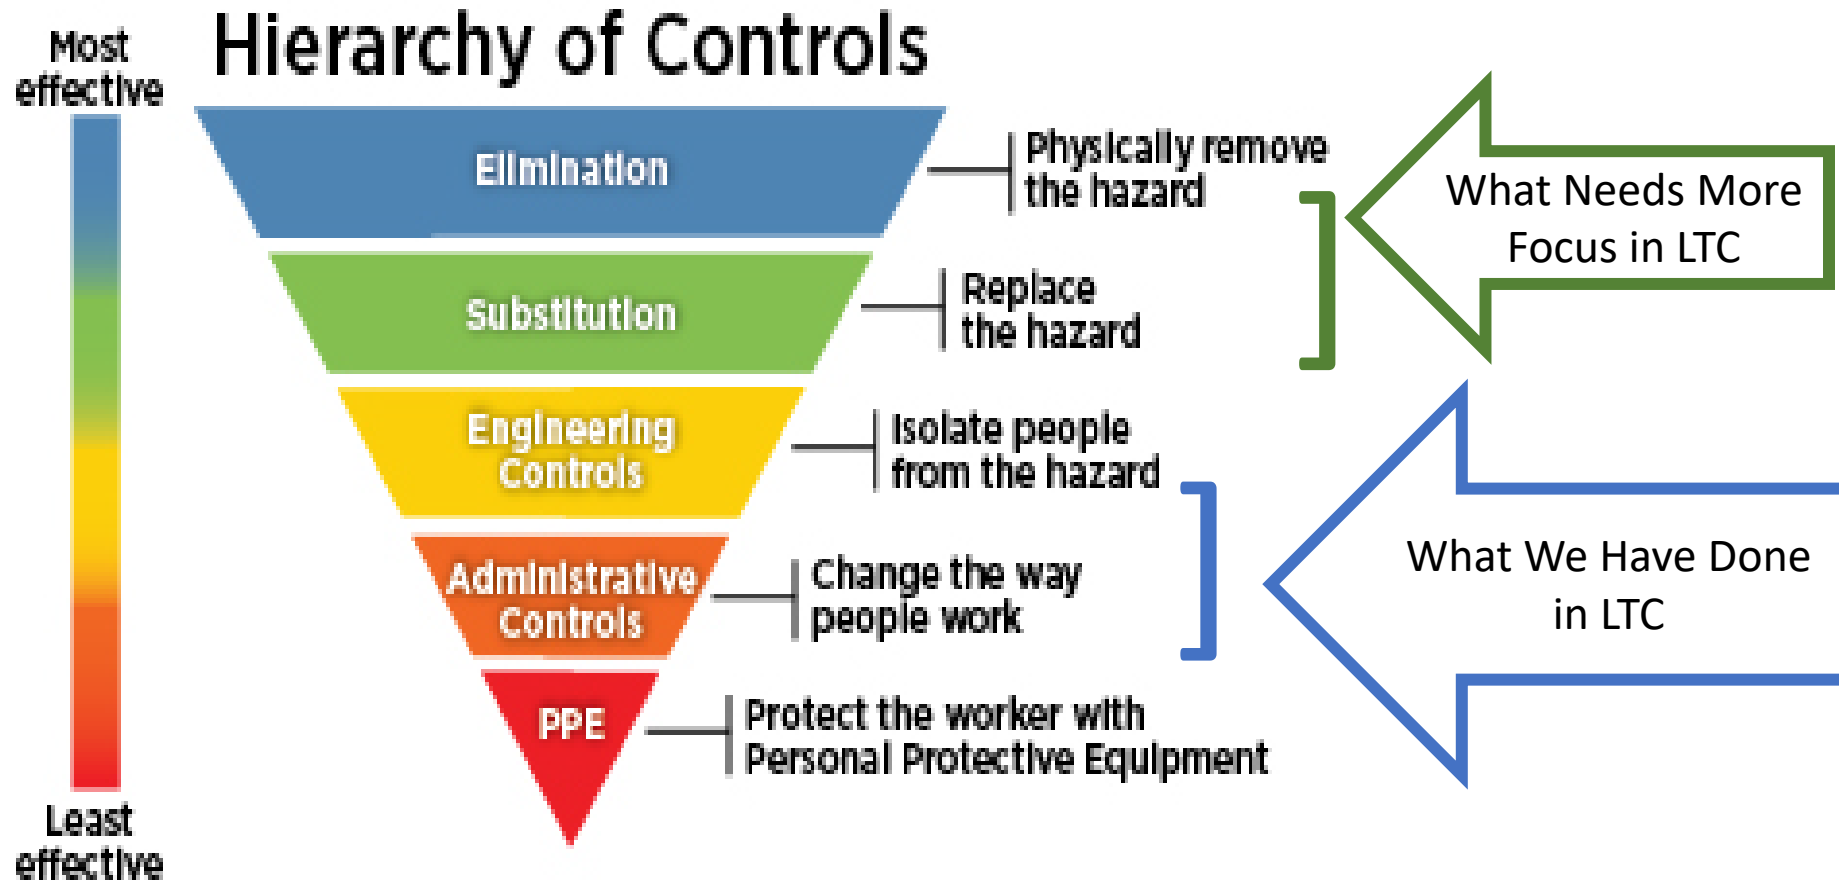 Hierarchy of Controls
Most
effective
Elimination
Physically remove
the hazard
What Needs More
Focus in LTC
Substitution
Replace
the hazard
Engineering
Controls
Isolate people
from the hazard
What We Have Done
in LTC
Administrative
Controls
Change the way
people work
PPE
Protect the worker with
Personal Protective Equipment
Least
effective